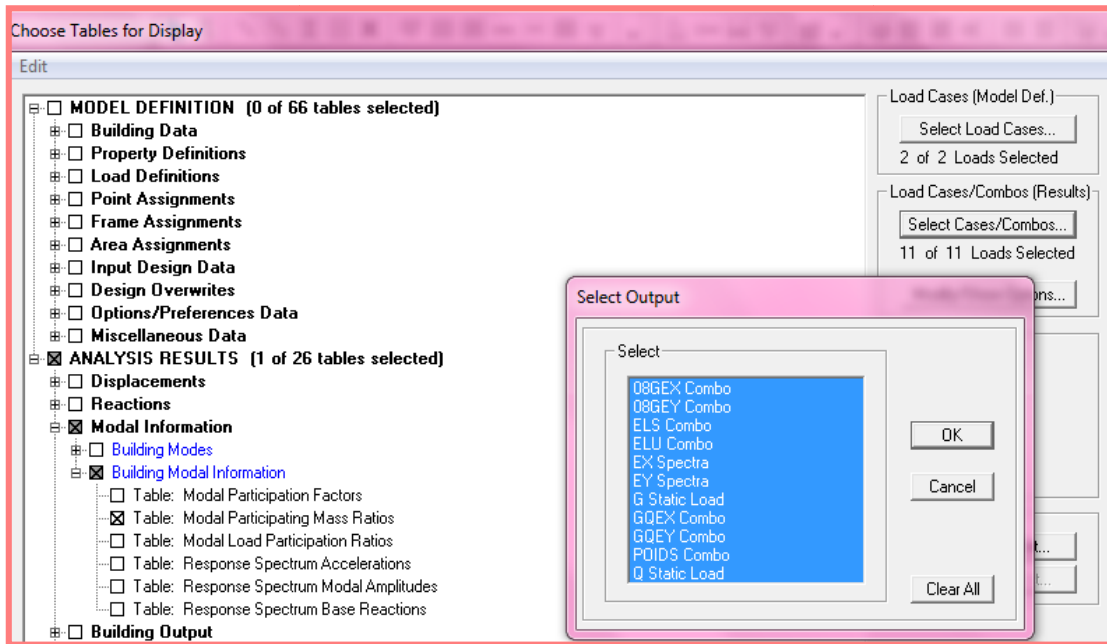 Choose Tables for Display
Edit
MODEL DEFINITION (0 of 66 tables selected)
Building Data
Property Definitions
Load Definitions
Point Assignments
Frame Assignments
Area Assignments
Input Design Data
Design Overwrites
Options/Preferences Data
Miscellaneous Data
ANALYSIS RESULTS (1 of 26 tables selected)
Displacements
Reactions
Modal Information
Building Modes
Building Modal Information
Table: Modal Participation Factors
Table: Modal Participating Mass Ratios
Table: Modal Load Participation Ratios
Table: Response Spectrum Accelerations
Table: Response Spectrum Modal Amplitudes
Table: Response Spectrum Base Reactions
Building Output
Load Cases (Model Def.)
Select Load Cases...
2 of 2 Loads Selected
Load Cases/Combos (Results)
Select Cases/Combos...
11 of 11 Loads Selected
ons...
t...
t...
Select Output
Select
08GEX Combo
08GEY Combo
ELS Combo
ELU Combo
EX Spectra
EY Spectra
G Static Load
GQEX Combo
GQEY Combo
POIDS Combo
Q Static Load
OK
Cancel
Clear All